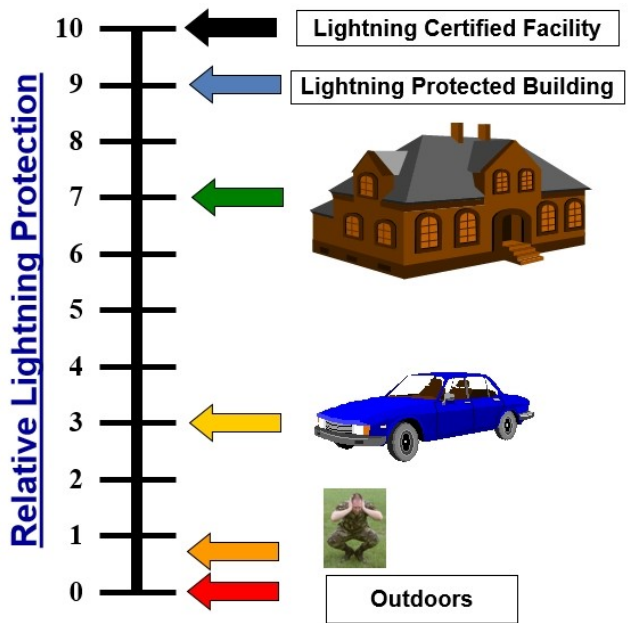 Relative Lightning Protection
10
Lightning Certified Facility
9
Lightning Protected Building
8
7
6
5
4
3
2
1
0
Outdoors